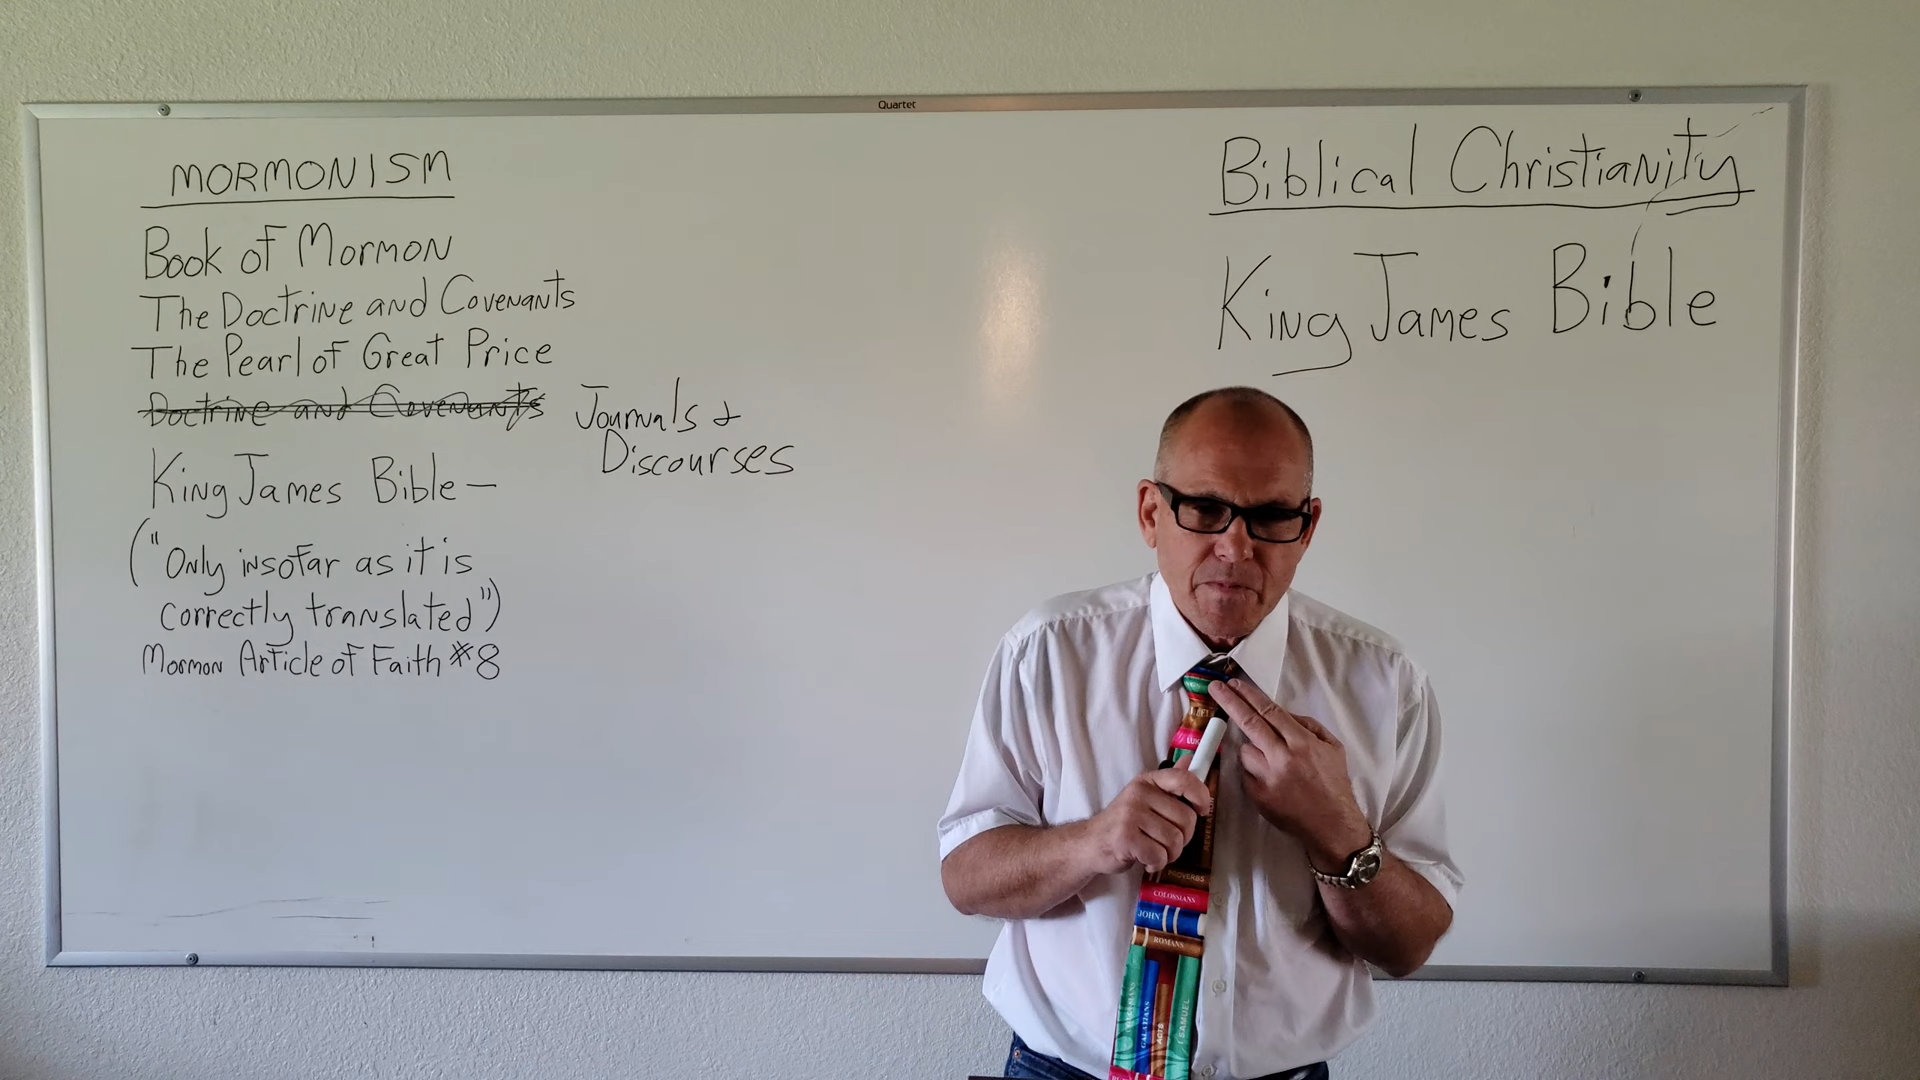 Quartet
MORMONISM
Book of Mormon
The Doctrine and Covenants
The Pearl of Great Price
Doctrine and Covenants
Journals +
Discourses
King James Bible —
("Only insofar as it is
correctly translated")
Mormon Article of Faith #8
Biblical Christianity
King James Bible
REVELATION
PROVERBS
COLOSSIANS
JOHN
ROMANS
GALATIANS
ACTS
I SAMUEL